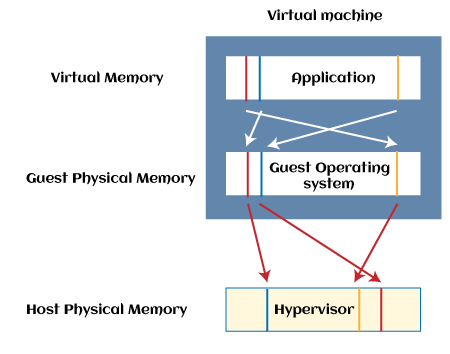 Virtual machine
Virtual Memory
Application
Guest Physical Memory
Guest Operating
system
Host Physical Memory
Hypervisor